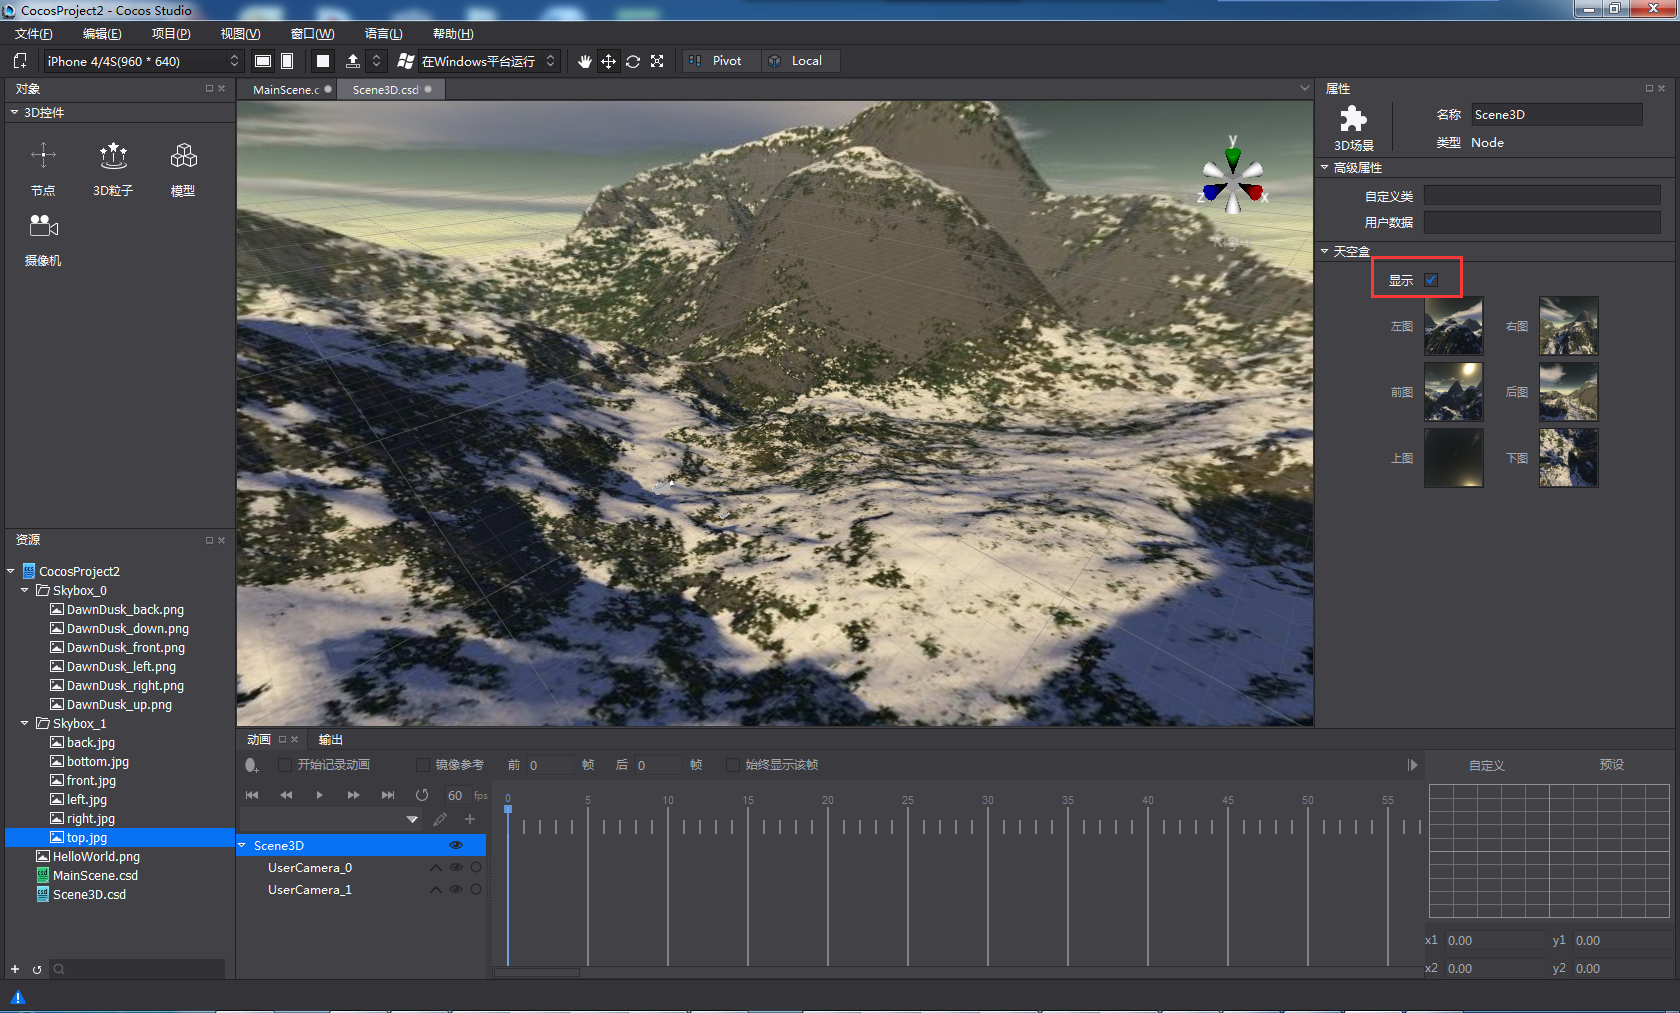 CocosProject2 - Cocos Studio
文件(F) 编辑(E) 项目(P) 视图(V) 窗口(W) 语言(L) 帮助(H)
iPhone 4/4S(960 * 640) 在Windows平台运行 Pivot Local
对象
3D控件
节点 3D粒子 模型
摄像机
MainScene.c Scene3D.csd
y
z x
属性
3D场景
名称 Scene3D
类型 Node
高级属性
自定义类
用户数据
天空盒
显示
左图 右图
前图 后图
上图 下图
资源
CocosProject2
Skybox_0
DawnDusk_back.png
DawnDusk_down.png
DawnDusk_front.png
DawnDusk_left.png
DawnDusk_right.png
DawnDusk_up.png
Skybox_1
back.jpg
bottom.jpg
front.jpg
left.jpg
right.jpg
top.jpg
HelloWorld.png
MainScene.csd
Scene3D.csd
动画 输出
开始记录动画 镜像参考 前 0 帧 后 0 帧 始终显示该帧
60 fps
0 5 10 15 20 25 30 35 40 45 50 55
Scene3D
UserCamera_0
UserCamera_1
自定义 预设
x1 0.00 y1 0.00
x2 0.00 y2 0.00